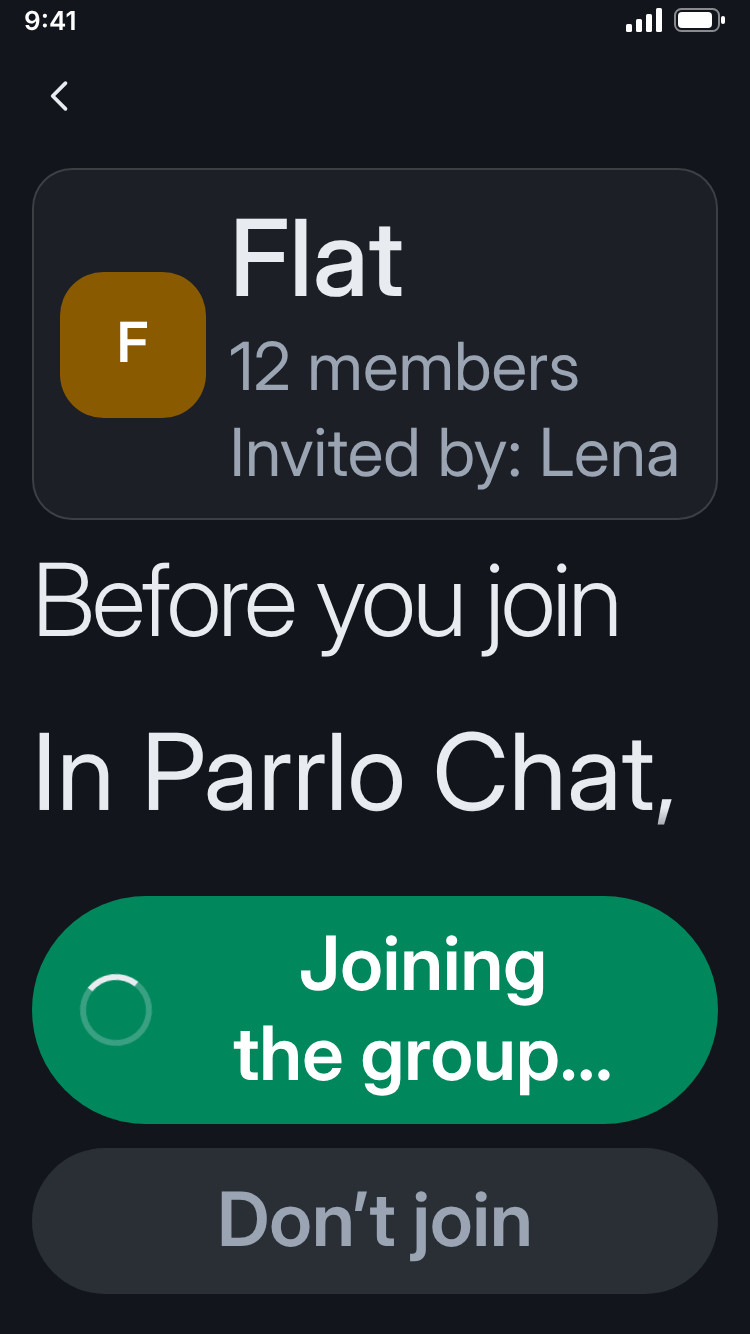 9:41
F
Flat
12 members
Invited by: Lena
Before you join
In Parrlo Chat,
Joining
the group...
Don’t join